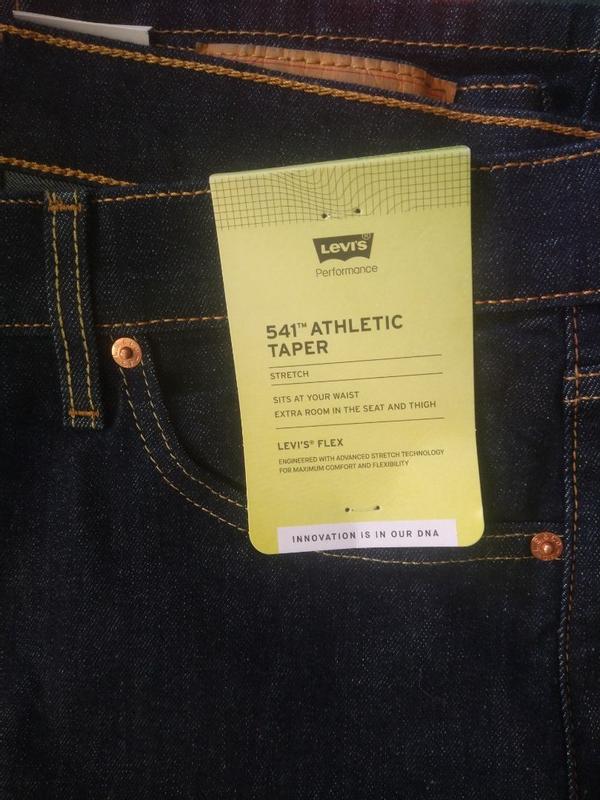 LEVI'S®
Performance
541™ ATHLETIC
TAPER
STRETCH
SITS AT YOUR WAIST
EXTRA ROOM IN THE SEAT AND THIGH
LEVI'S® FLEX
ENGINEERED WITH ADVANCED STRETCH TECHNOLOGY
FOR MAXIMUM COMFORT AND FLEXIBILITY
INNOVATION IS IN OUR DNA